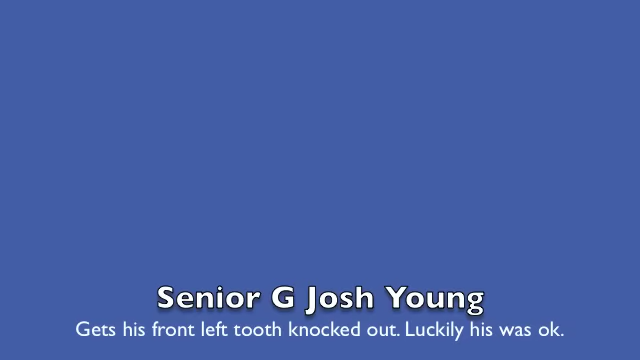 Senior G Josh Young
Gets his front left tooth knocked out. Luckily his was ok.